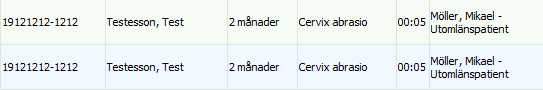 19121212-1212 Testesson, Test 2 månader Cervix abrasio 00:05 Möller, Mikael -
Utomlänspatient
19121212-1212 Testesson, Test 2 månader Cervix abrasio 00:05 Möller, Mikael -
Utomlänspatient